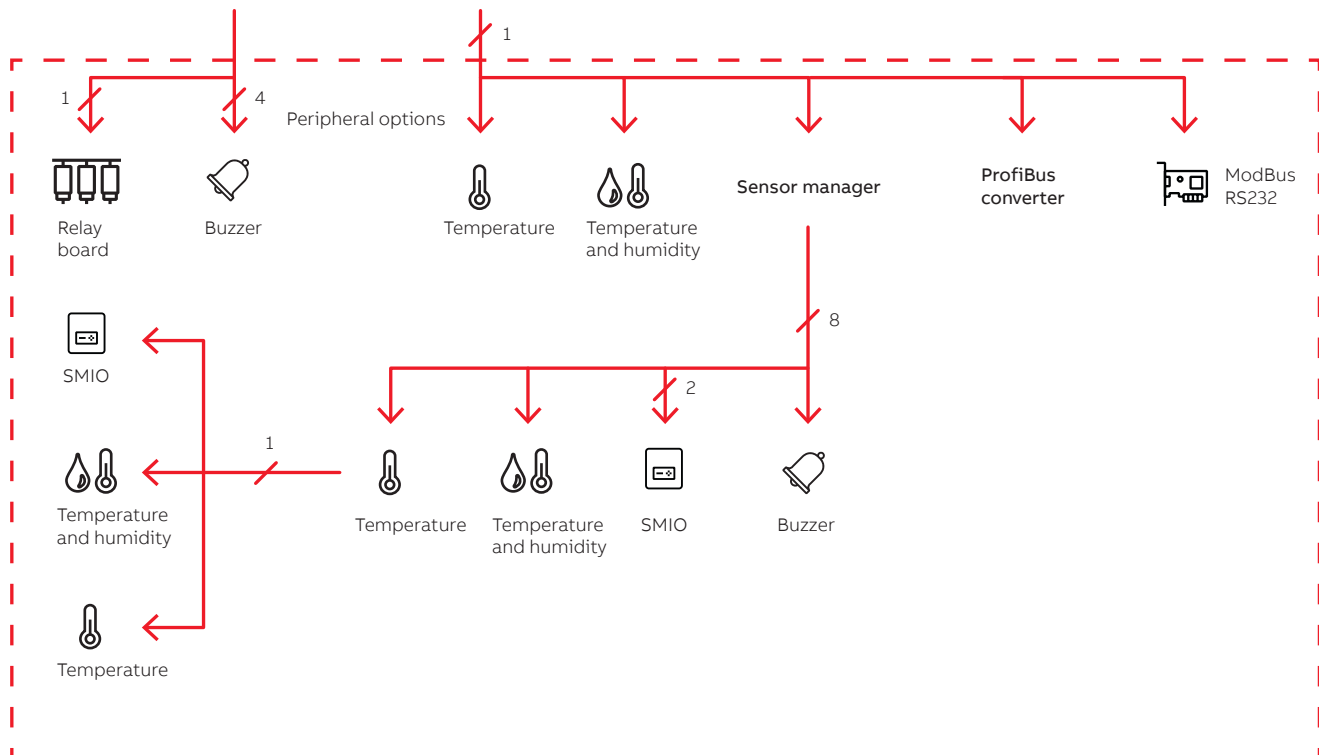 1
1
4
Peripheral options
Relay
board
Buzzer
Temperature
Temperature
and humidity
Sensor manager
ProfiBus
converter
ModBus
RS232
8
SMIO
2
1
Temperature
and humidity
Temperature
Temperature
and humidity
SMIO
Buzzer
Temperature